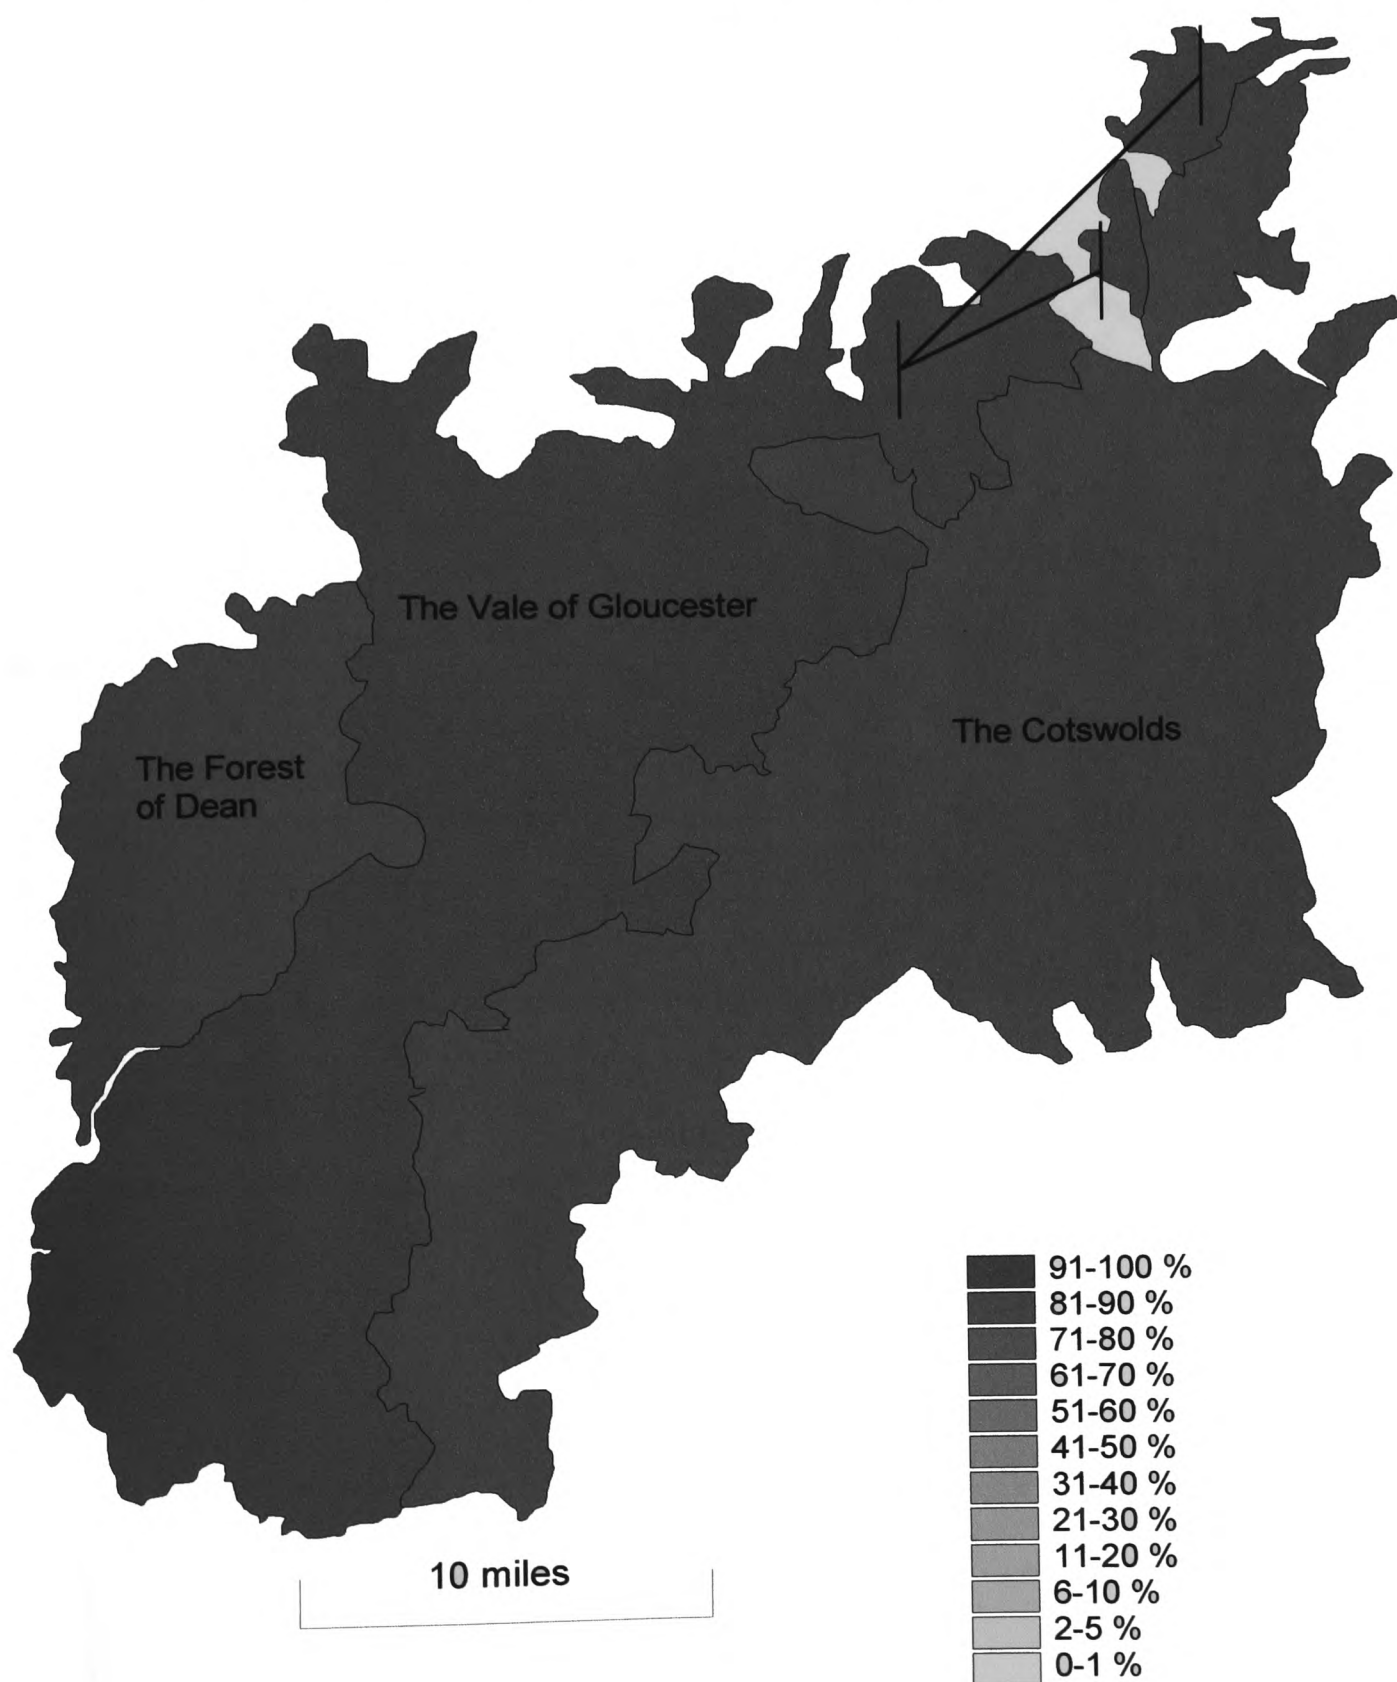 The Vale of Gloucester
The Cotswolds
The Forest
of Dean
91-100 %
81-90 %
71-80 %
61-70 %
51-60 %
41-50 %
31-40 %
21-30 %
11-20 %
6-10 %
2-5 %
0-1 %
10 miles